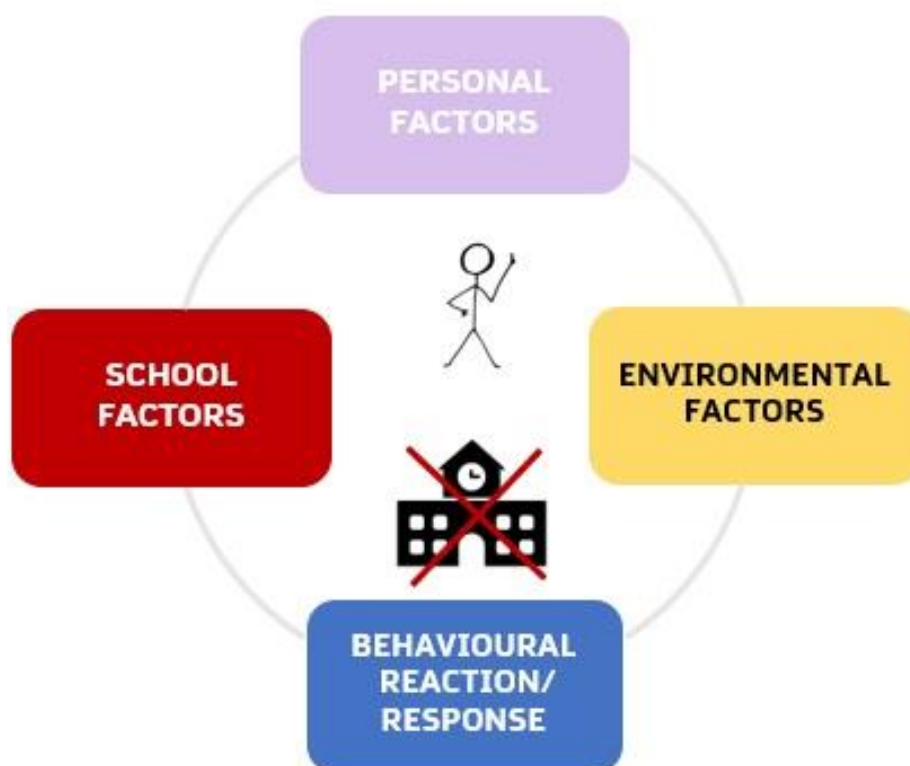 PERSONAL
FACTORS
SCHOOL
FACTORS
ENVIRONMENTAL
FACTORS
BEHAVIOURAL
REACTION/
RESPONSE